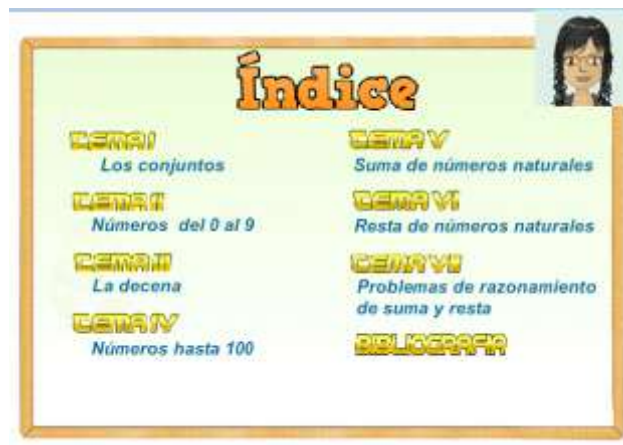 Índice
TEMA I
Los conjuntos
TEMA II
Números del 0 al 9
TEMA III
La decena
TEMA IV
Números hasta 100
TEMA V
Suma de números naturales
TEMA VI
Resta de números naturales
TEMA VII
Problemas de razonamiento
de suma y resta
BIBLIOGRAFIA